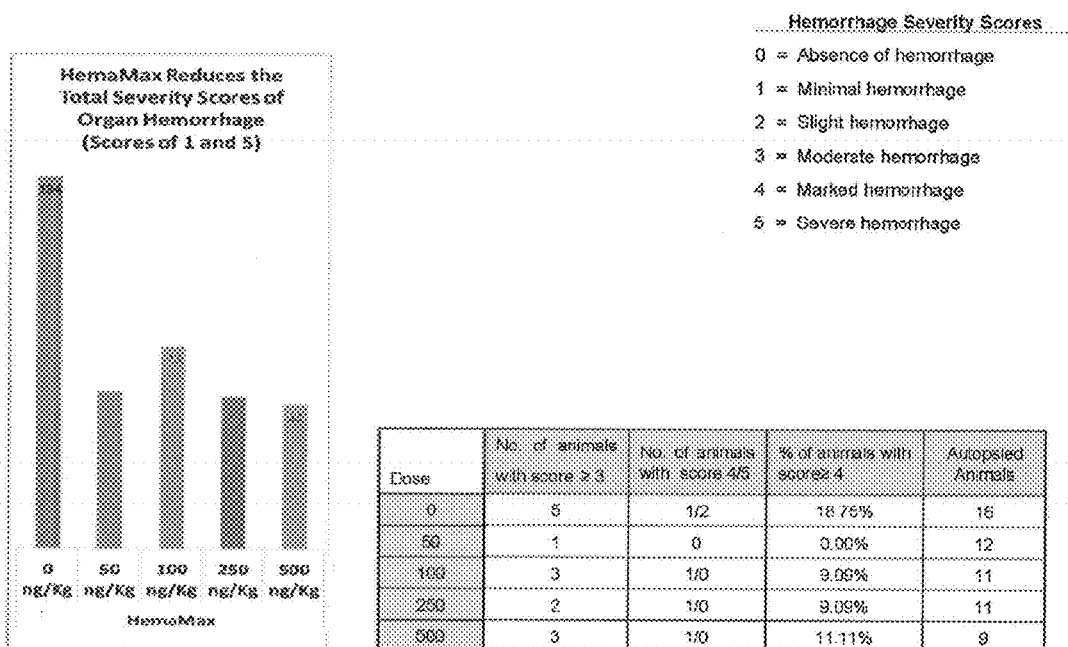 Hemorrhage Severity Scores
0 = Absence of hemorrhage
1 = Minimal hemorrhage
2 = Slight hemorrhage
3 = Moderate hemorrhage
4 = Marked hemorrhage
5 = Severe hemorrhage
HemaMax Reduces the
Total Severity Scores of
Organ Hemorrhage
(Scores of 1 and 5)
0 50 100 250 500
ng/Kg ng/Kg ng/Kg ng/Kg ng/Kg
HemaMax
Dose No. of animals with score ≥ 3 No. of animals with score 4/5 % of animals with score≥ 4 Autopsied Animals
0 5 1/2 18.75% 16
50 1 0 0.00% 12
100 3 1/0 9.09% 11
250 2 1/0 9.09% 11
500 3 1/0 11.11% 9